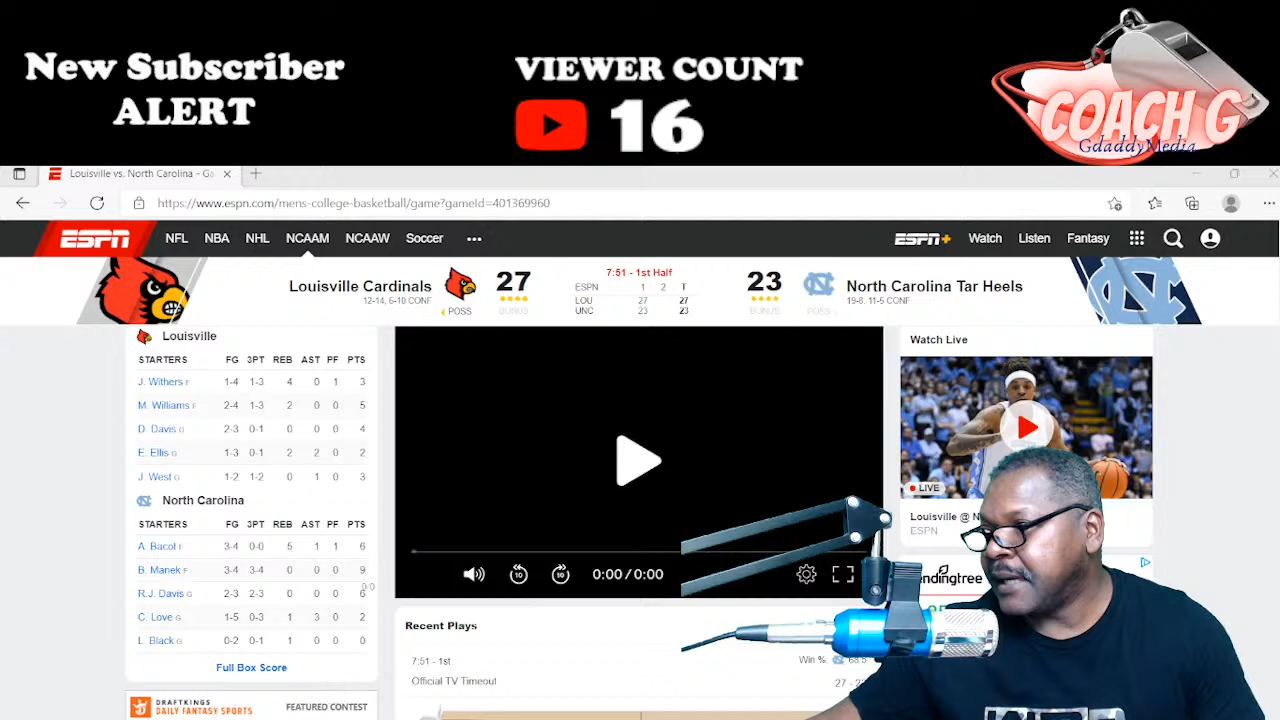 New Subscriber
ALERT
VIEWER COUNT
16
COACH G
GdaddyMedia
Louisville vs. North Carolina - Ga
https://www.espn.com/mens-college-basketball/game?gameId=401369960
ESPN NFL NBA NHL NCAAM NCAAW Soccer ... ESPN+ Watch Listen Fantasy
Louisville Cardinals
12-14, 6-10 CONF
POSS
27
BONUS
7:51 - 1st Half
ESPN 1 2 T
LOU 27 27
UNC 23 23
23
BONUS
NC
North Carolina Tar Heels
19-8, 11-5 CONF
POSS
Louisville
STARTERS FG 3PT REB AST PF PTS
J. Withers F 1-4 1-3 4 0 1 3
M. Williams F 2-4 1-3 2 0 0 5
D. Davis G 2-3 0-1 0 0 0 4
E. Ellis G 1-3 0-1 2 2 0 2
J. West G 1-2 1-2 0 1 0 3
North Carolina
STARTERS FG 3PT REB AST PF PTS
A. Bacot F 3-4 0-0 5 1 1 6
B. Manek F 3-4 3-4 0 0 0 9
R.J. Davis G 2-3 2-3 0 0 0 6
C. Love G 1-5 0-3 1 3 0 2
L. Black G 0-2 0-1 1 0 0 0
Full Box Score
DRAFTKINGS
DAILY FANTASY SPORTS
FEATURED CONTEST
10 10 0:00 / 0:00
Recent Plays
7:51 - 1st
Win % 68.5
Official TV Timeout
27 - 2
Watch Live
LIVE
Louisville @ N
ESPN
endingtree